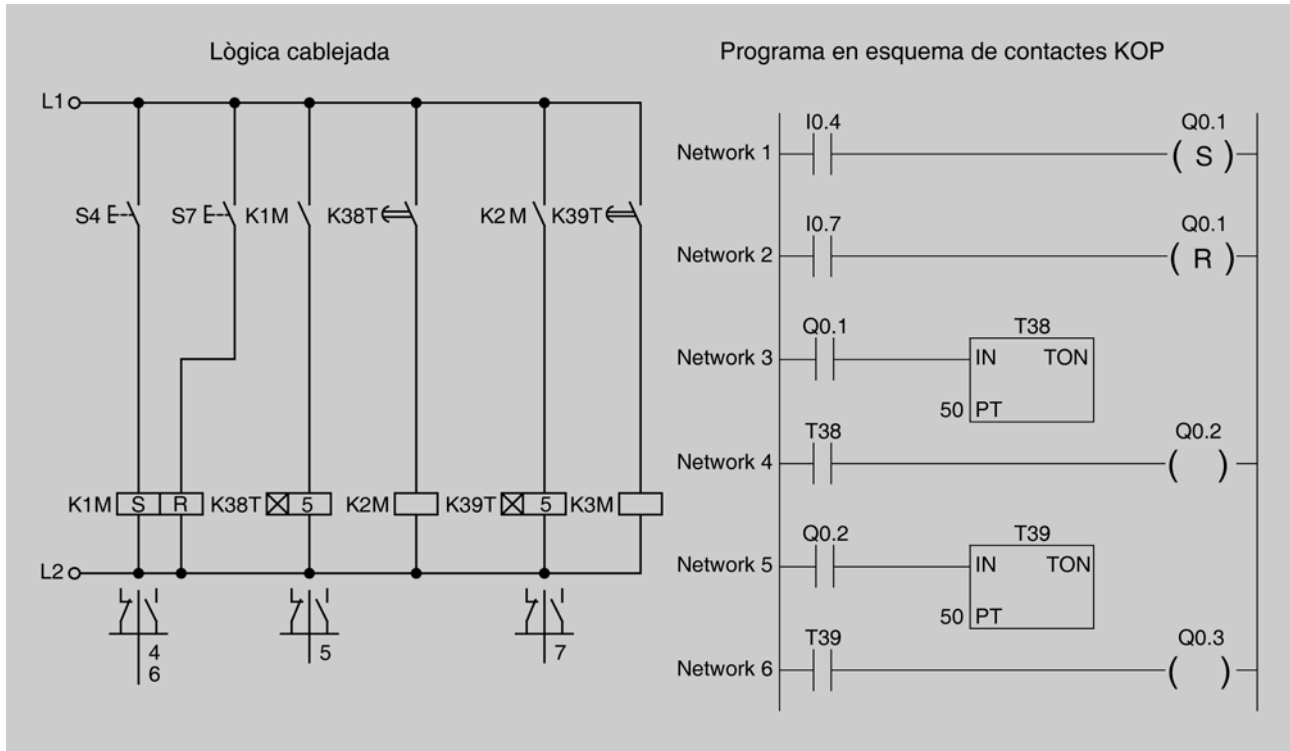 Lògica cablejada
L1
S4
S7
K1M
K38T
K2 M
K39T
K1M S R
K38T 5
K2M
K39T 5
K3M
L2
4
6
5
7
Programa en esquema de contactes KOP
I0.4
Q0.1
Network 1
( S )
I0.7
Q0.1
Network 2
( R )
Q0.1
T38
Network 3
IN TON
50 PT
T38
Q0.2
Network 4
( )
Q0.2
T39
Network 5
IN TON
50 PT
T39
Q0.3
Network 6
( )